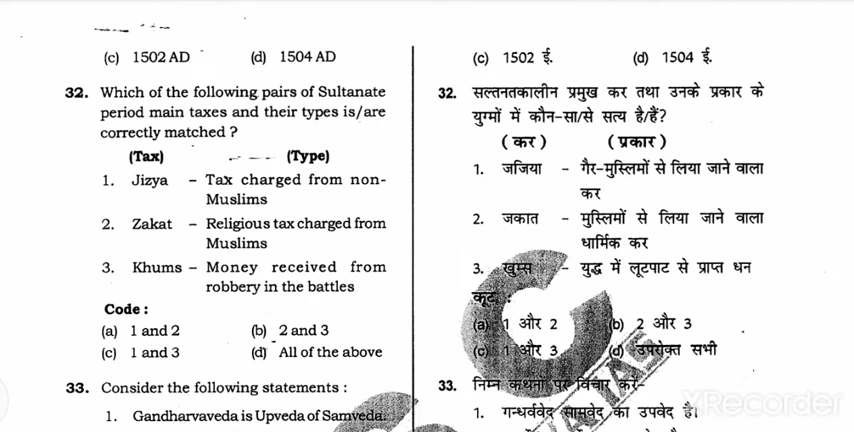 (c) 1502 AD (d) 1504 AD
32. Which of the following pairs of Sultanate
period main taxes and their types is/are
correctly matched ?
(Tax) (Type)
1. Jizya – Tax charged from non-
Muslims
2. Zakat – Religious tax charged from
Muslims
3. Khums – Money received from
robbery in the battles
Code :
(a) 1 and 2 (b) 2 and 3
(c) 1 and 3 (d) All of the above
33. Consider the following statements :
1. Gandharvaveda is Upveda of Samveda.
(c) 1502 ई. (d) 1504 ई.
32. सल्तनतकालीन प्रमुख कर तथा उनके प्रकार के
युग्मों में कौन-सा/से सत्य है/हैं?
(कर) (प्रकार)
1. जजिया – गैर-मुस्लिमों से लिया जाने वाला
कर
2. जकात – मुस्लिमों से लिया जाने वाला
धार्मिक कर
3. खुम्स – युद्ध में लूटपाट से प्राप्त धन
कूट :
(a) 1 और 2 (b) 2 और 3
(c) 1 और 3 (d) उपरोक्त सभी
33. निम्न कथनों पर विचार करें-
1. गन्धर्ववेद सामवेद का उपवेद है।
XRecorder